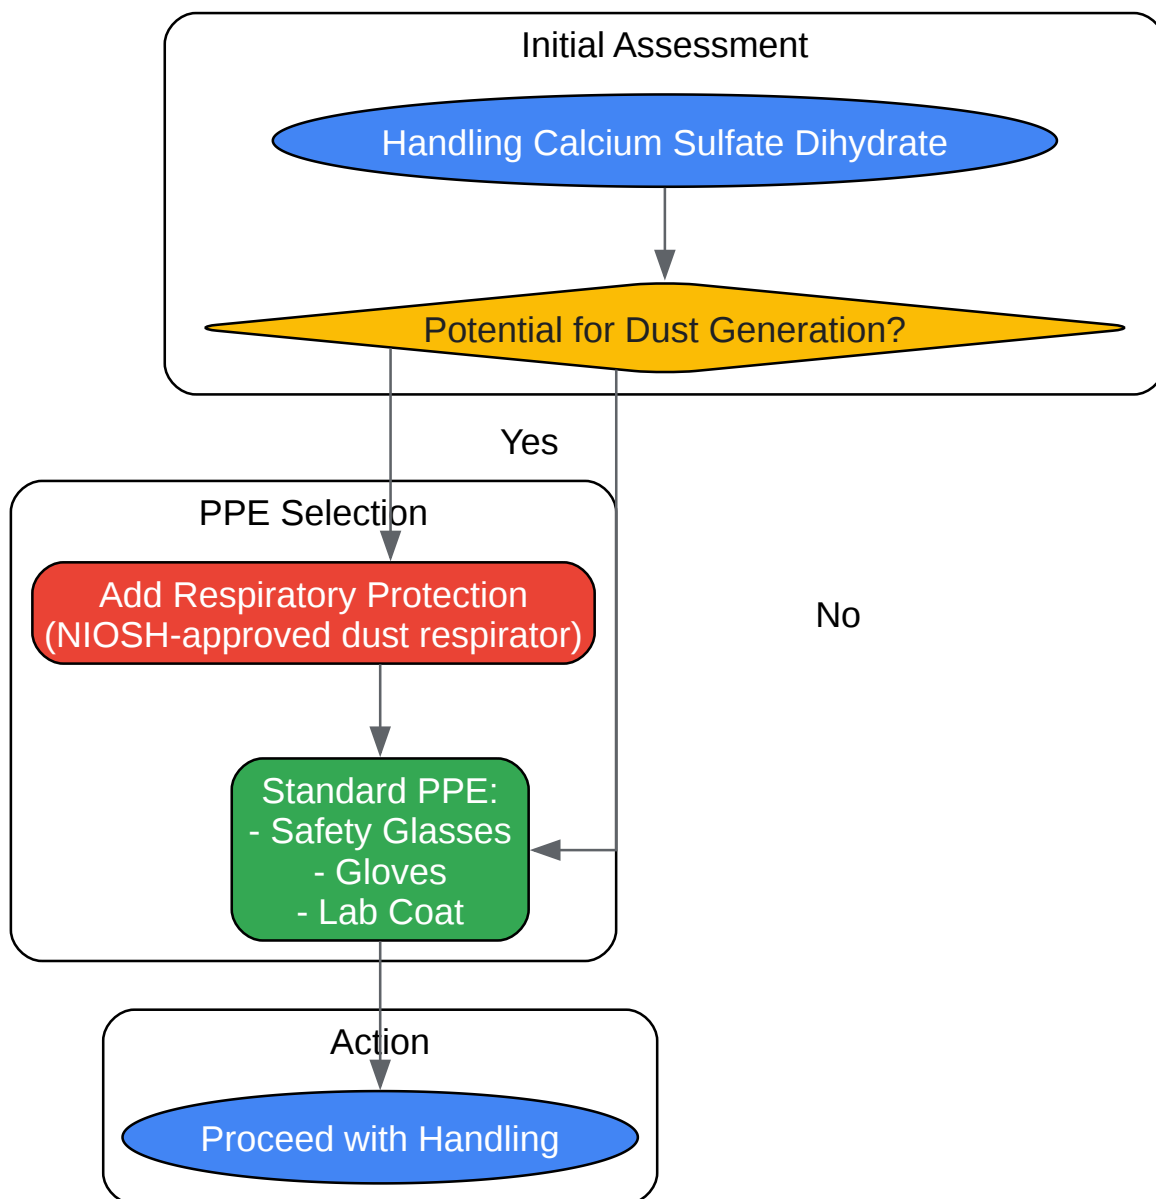 Initial Assessment
Handling Calcium Sulfate Dihydrate
Potential for Dust Generation?
Yes
PPE Selection
Add Respiratory Protection
(NIOSH-approved dust respirator)
No
Standard PPE:
- Safety Glasses
- Gloves
- Lab Coat
Action
Proceed with Handling